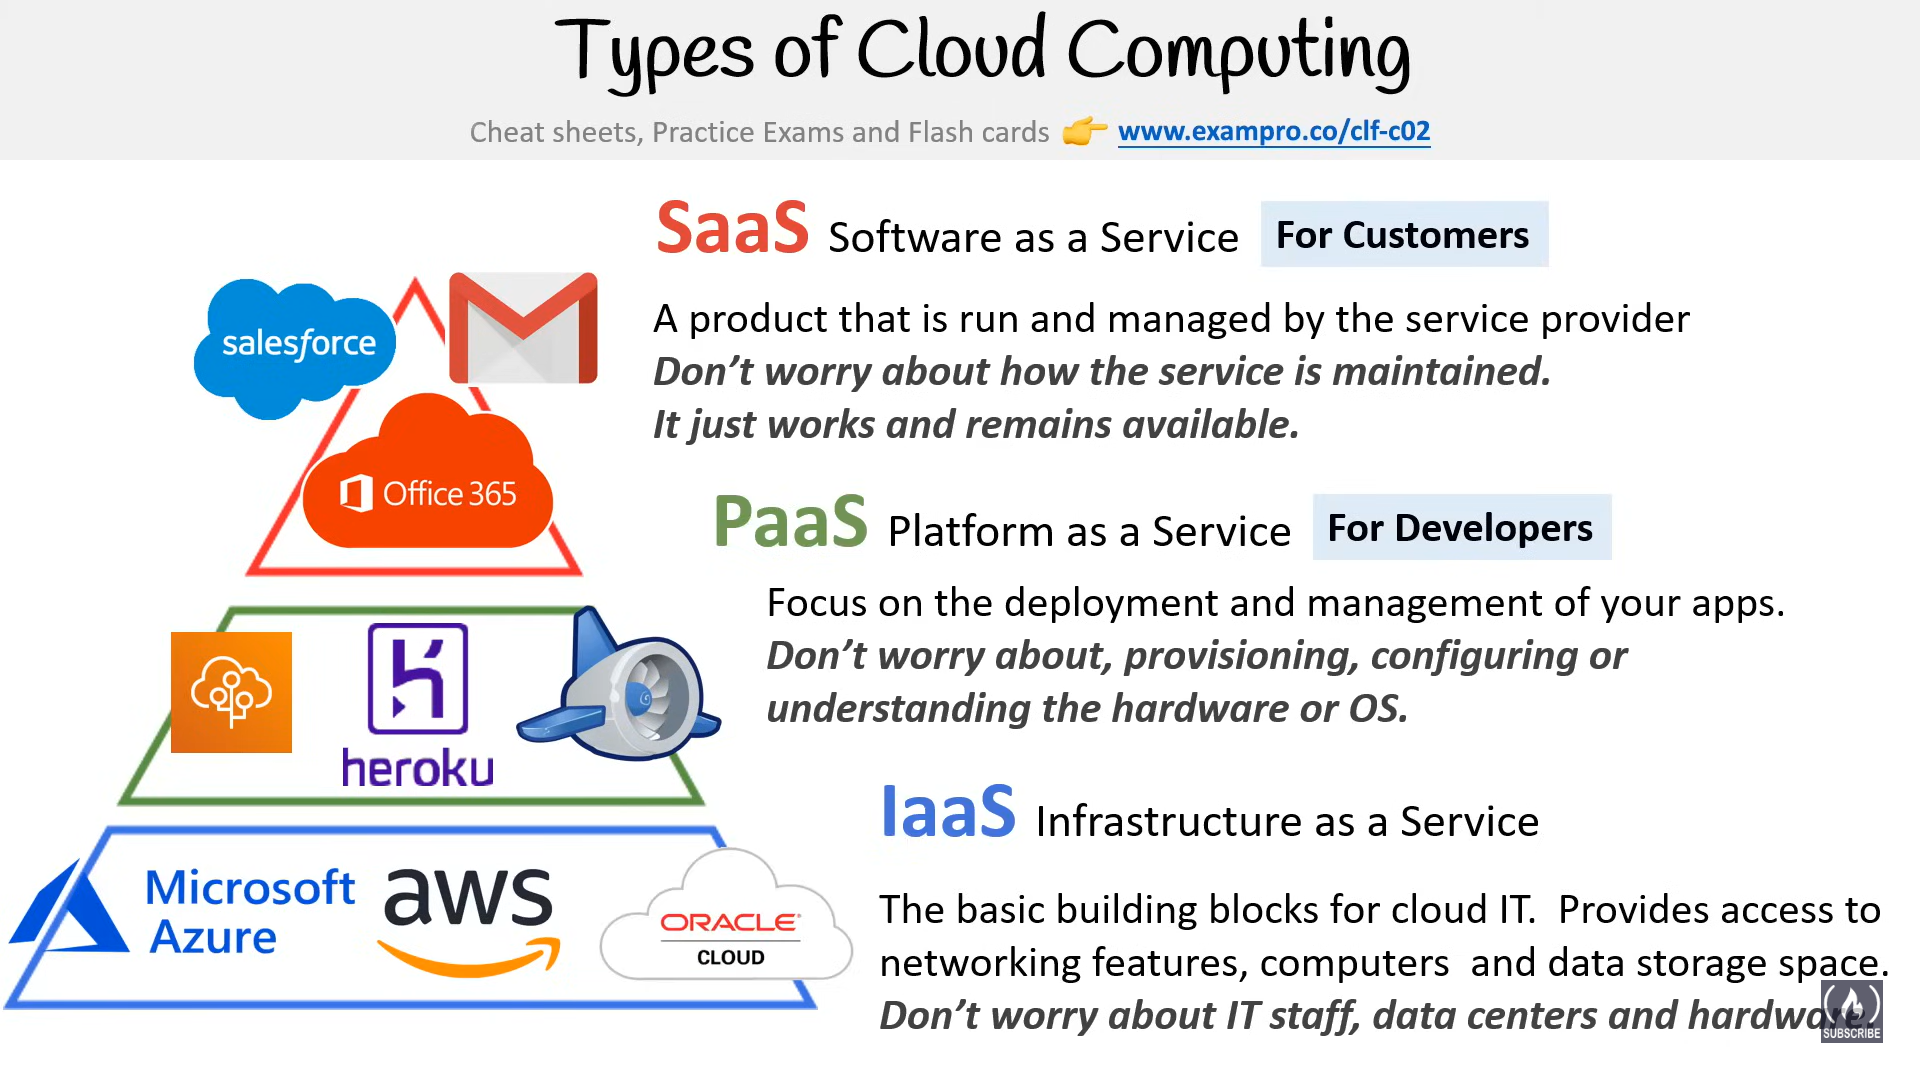 Types of Cloud Computing
Cheat sheets, Practice Exams and Flash cards 👉 www.exampro.co/clf-c02
SaaS Software as a Service For Customers
A product that is run and managed by the service provider
Don’t worry about how the service is maintained.
It just works and remains available.
salesforce
Office 365
PaaS Platform as a Service For Developers
Focus on the deployment and management of your apps.
Don’t worry about, provisioning, configuring or
understanding the hardware or OS.
heroku
IaaS Infrastructure as a Service
The basic building blocks for cloud IT.  Provides access to
networking features, computers  and data storage space.
Don’t worry about IT staff, data centers and hardware.
Microsoft
Azure
aws
ORACLE
CLOUD
SUBSCRIBE